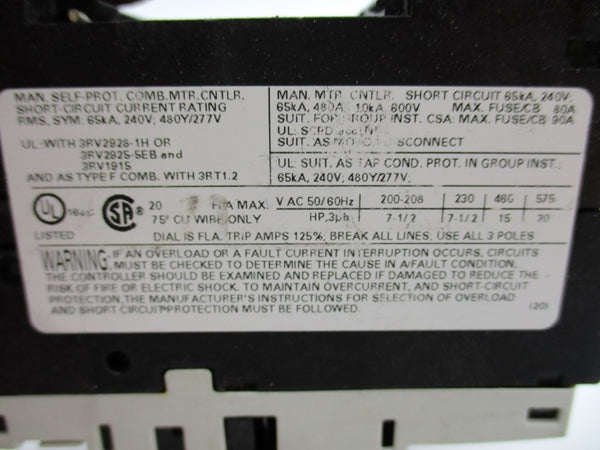 MAN. SELF-PROT. COMB.MTR.CNTLR.
SHORT-CIRCUIT CURRENT RATING
RMS, SYM. 65kA, 240V; 480Y/277V
UL:WITH 3RV2928-1H OR
3RV2925-5EB and
3RV1915
AND AS TYPE F COMB. WITH 3RT1.2
MAN. MTR. CNTLR. SHORT CIRCUIT 65kA, 240V;
65kA, 480A 10kA, 600V MAX. FUSE/CB 80A
SUIT. FOR GROUP INST. CSA: MAX. FUSE/CB 90A
UL:
SUIT. AS DISCONNECT
UL: SUIT. AS TAP COND. PROT. IN GROUP INST.:
65kA, 240V, 480Y/277V;
UL SA 20 FLA MAX. V AC 50/60Hz 200-208 230 460 575
75° CU WIRE ONLY HP,3ph 7-1/2 7-1/2 15 20
LISTED DIAL IS FLA. TRIP AMPS 125%, BREAK ALL LINES, USE ALL 3 POLES
WARNING: IF AN OVERLOAD OR A FAULT CURRENT INTERRUPTION OCCURS, CIRCUITS
MUST BE CHECKED TO DETERMINE THE CAUSE IN A FAULT CONDITION,
THE CONTROLLER SHOULD BE EXAMINED AND REPLACED IF DAMAGED TO REDUCE THE
RISK OF FIRE OR ELECTRIC SHOCK. TO MAINTAIN OVERCURRENT, AND SHORT-CIRCUIT
PROTECTION,THE MANUFACTURER'S INSTRUCTIONS FOR SELECTION OF OVERLOAD
AND SHORT CIRCUIT PROTECTION MUST BE FOLLOWED. (20)